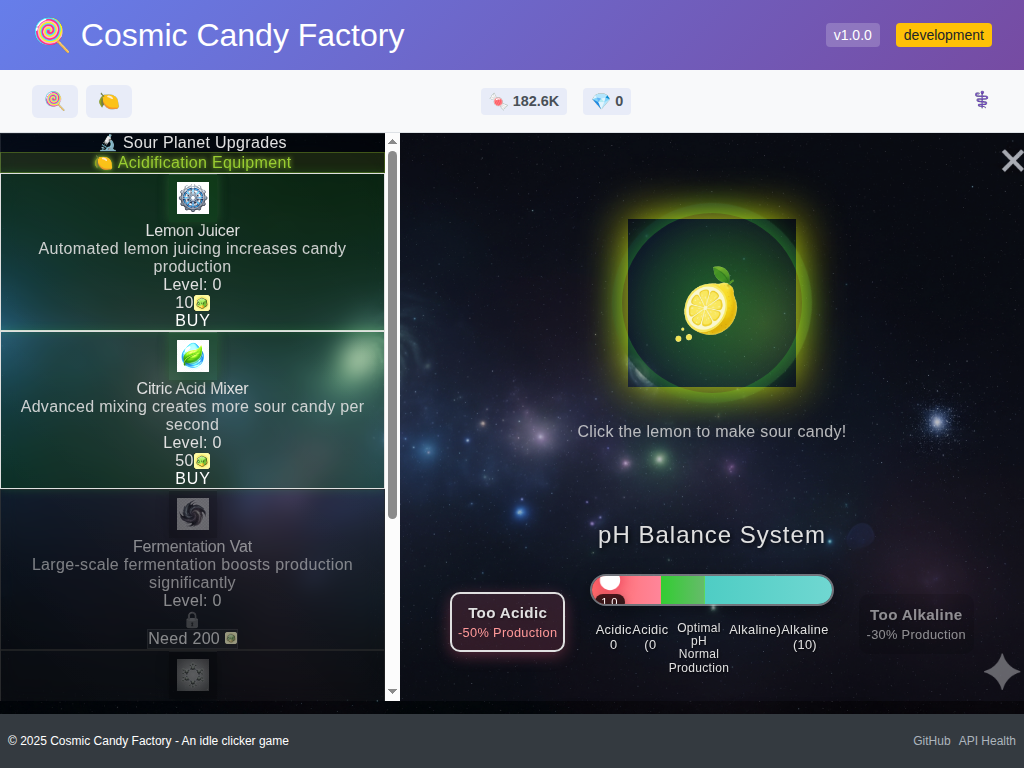 Cosmic Candy Factory
v1.0.0
development
182.6K
0
Sour Planet Upgrades
Acidification Equipment
Lemon Juicer
Automated lemon juicing increases candy
production
Level: 0
10
BUY
Citric Acid Mixer
Advanced mixing creates more sour candy per
second
Level: 0
50
BUY
Fermentation Vat
Large-scale fermentation boosts production
significantly
Level: 0
Need 200
Click the lemon to make sour candy!
pH Balance System
1.0
Too Acidic
-50% Production
Acidic
0
Acidic
(0
Optimal
pH
Normal
Production
Alkaline)
Alkaline
(10)
Too Alkaline
-30% Production
© 2025 Cosmic Candy Factory - An idle clicker game
GitHub
API Health